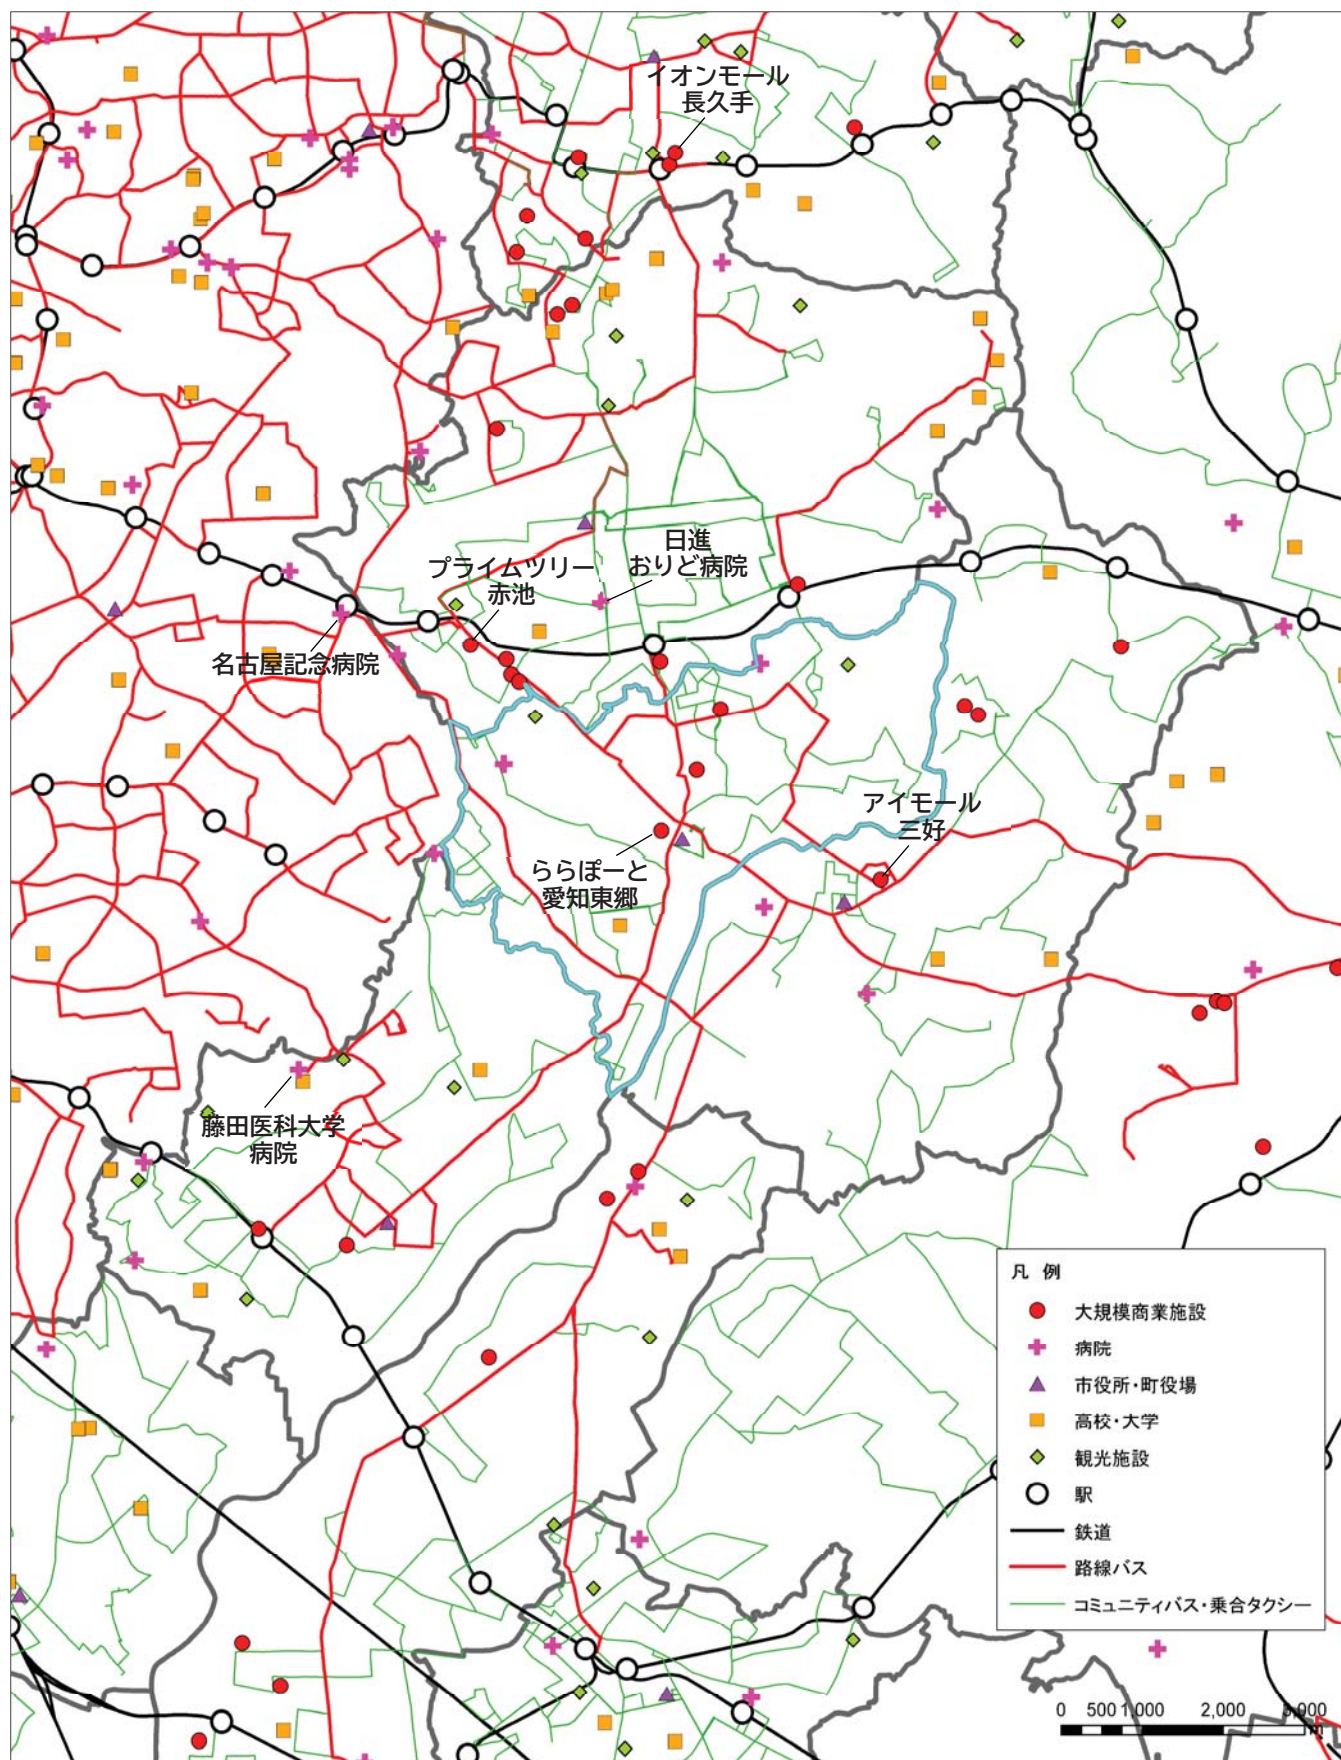 イオンモール
長久手
日進
おりど病院
プライムツリー
赤池
名古屋記念病院
アイモール
三好
ららぽーと
愛知東郷
藤田医科大学
病院
凡 例
大規模商業施設
病院
市役所・町役場
高校・大学
観光施設
駅
鉄道
路線バス
コミュニティバス・乗合タクシー
0 500 1,000 2,000 3,000
m